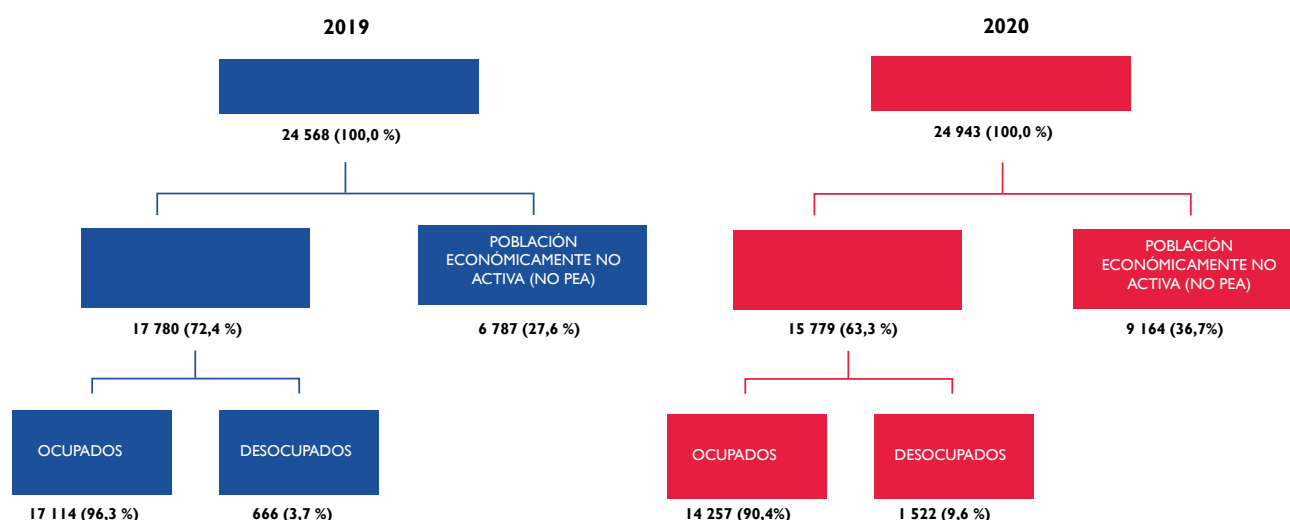 2019
24 568 (100,0 %)
17 780 (72,4 %)
POBLACIÓN
ECONÓMICAMENTE NO
ACTIVA (NO PEA)
6 787 (27,6 %)
OCUPADOS
17 114 (96,3 %)
DESOCUPADOS
666 (3,7 %)
2020
24 943 (100,0 %)
15 779 (63,3 %)
POBLACIÓN
ECONÓMICAMENTE NO
ACTIVA (NO PEA)
9 164 (36,7%)
OCUPADOS
14 257 (90,4%)
DESOCUPADOS
1 522 (9,6 %)